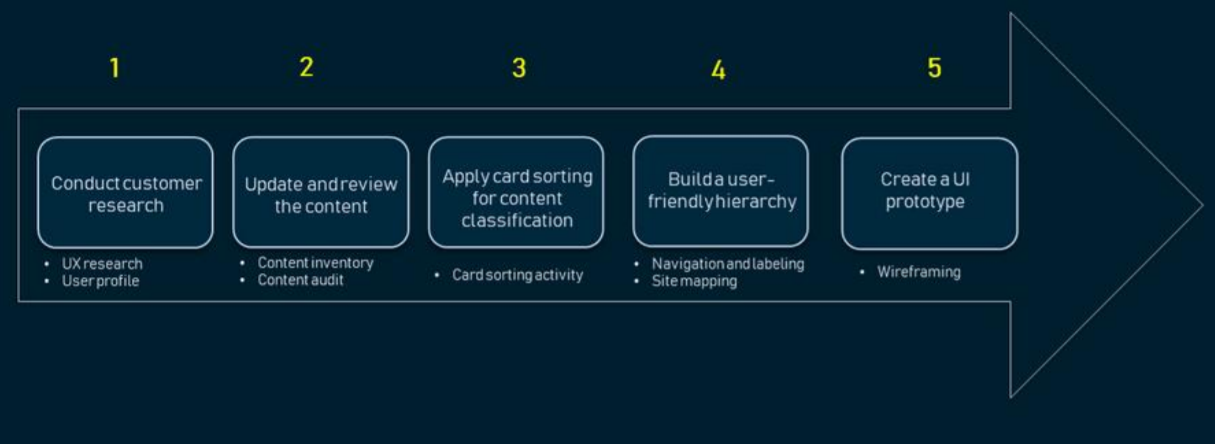 1
2
3
4
5
Conduct customer
research
• UX research
• User profile
Update and review
the content
• Content inventory
• Content audit
Apply card sorting
for content
classification
• Card sorting activity
Build a user-
friendly hierarchy
• Navigation and labeling
• Site mapping
Create a UI
prototype
• Wireframing